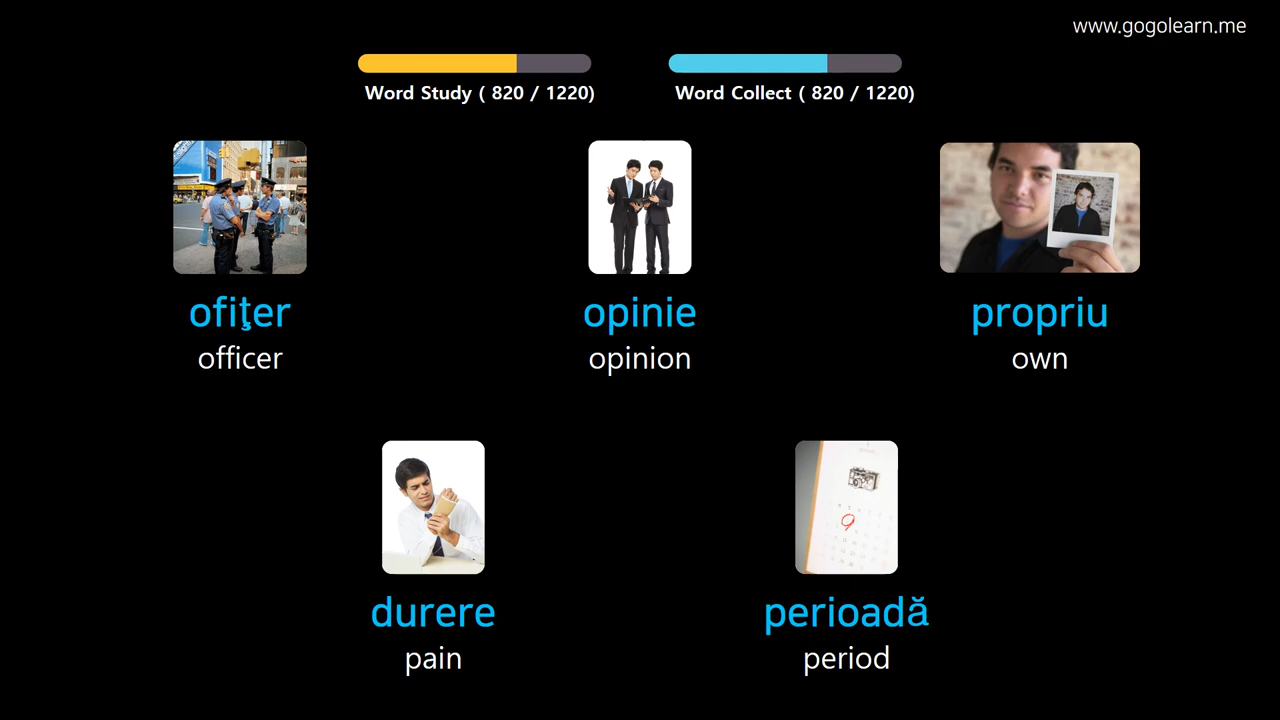 www.gogolearn.me
Word Study ( 820 / 1220)
Word Collect ( 820 / 1220)
ofiţer
officer
opinie
opinion
propriu
own
durere
pain
perioadă
period